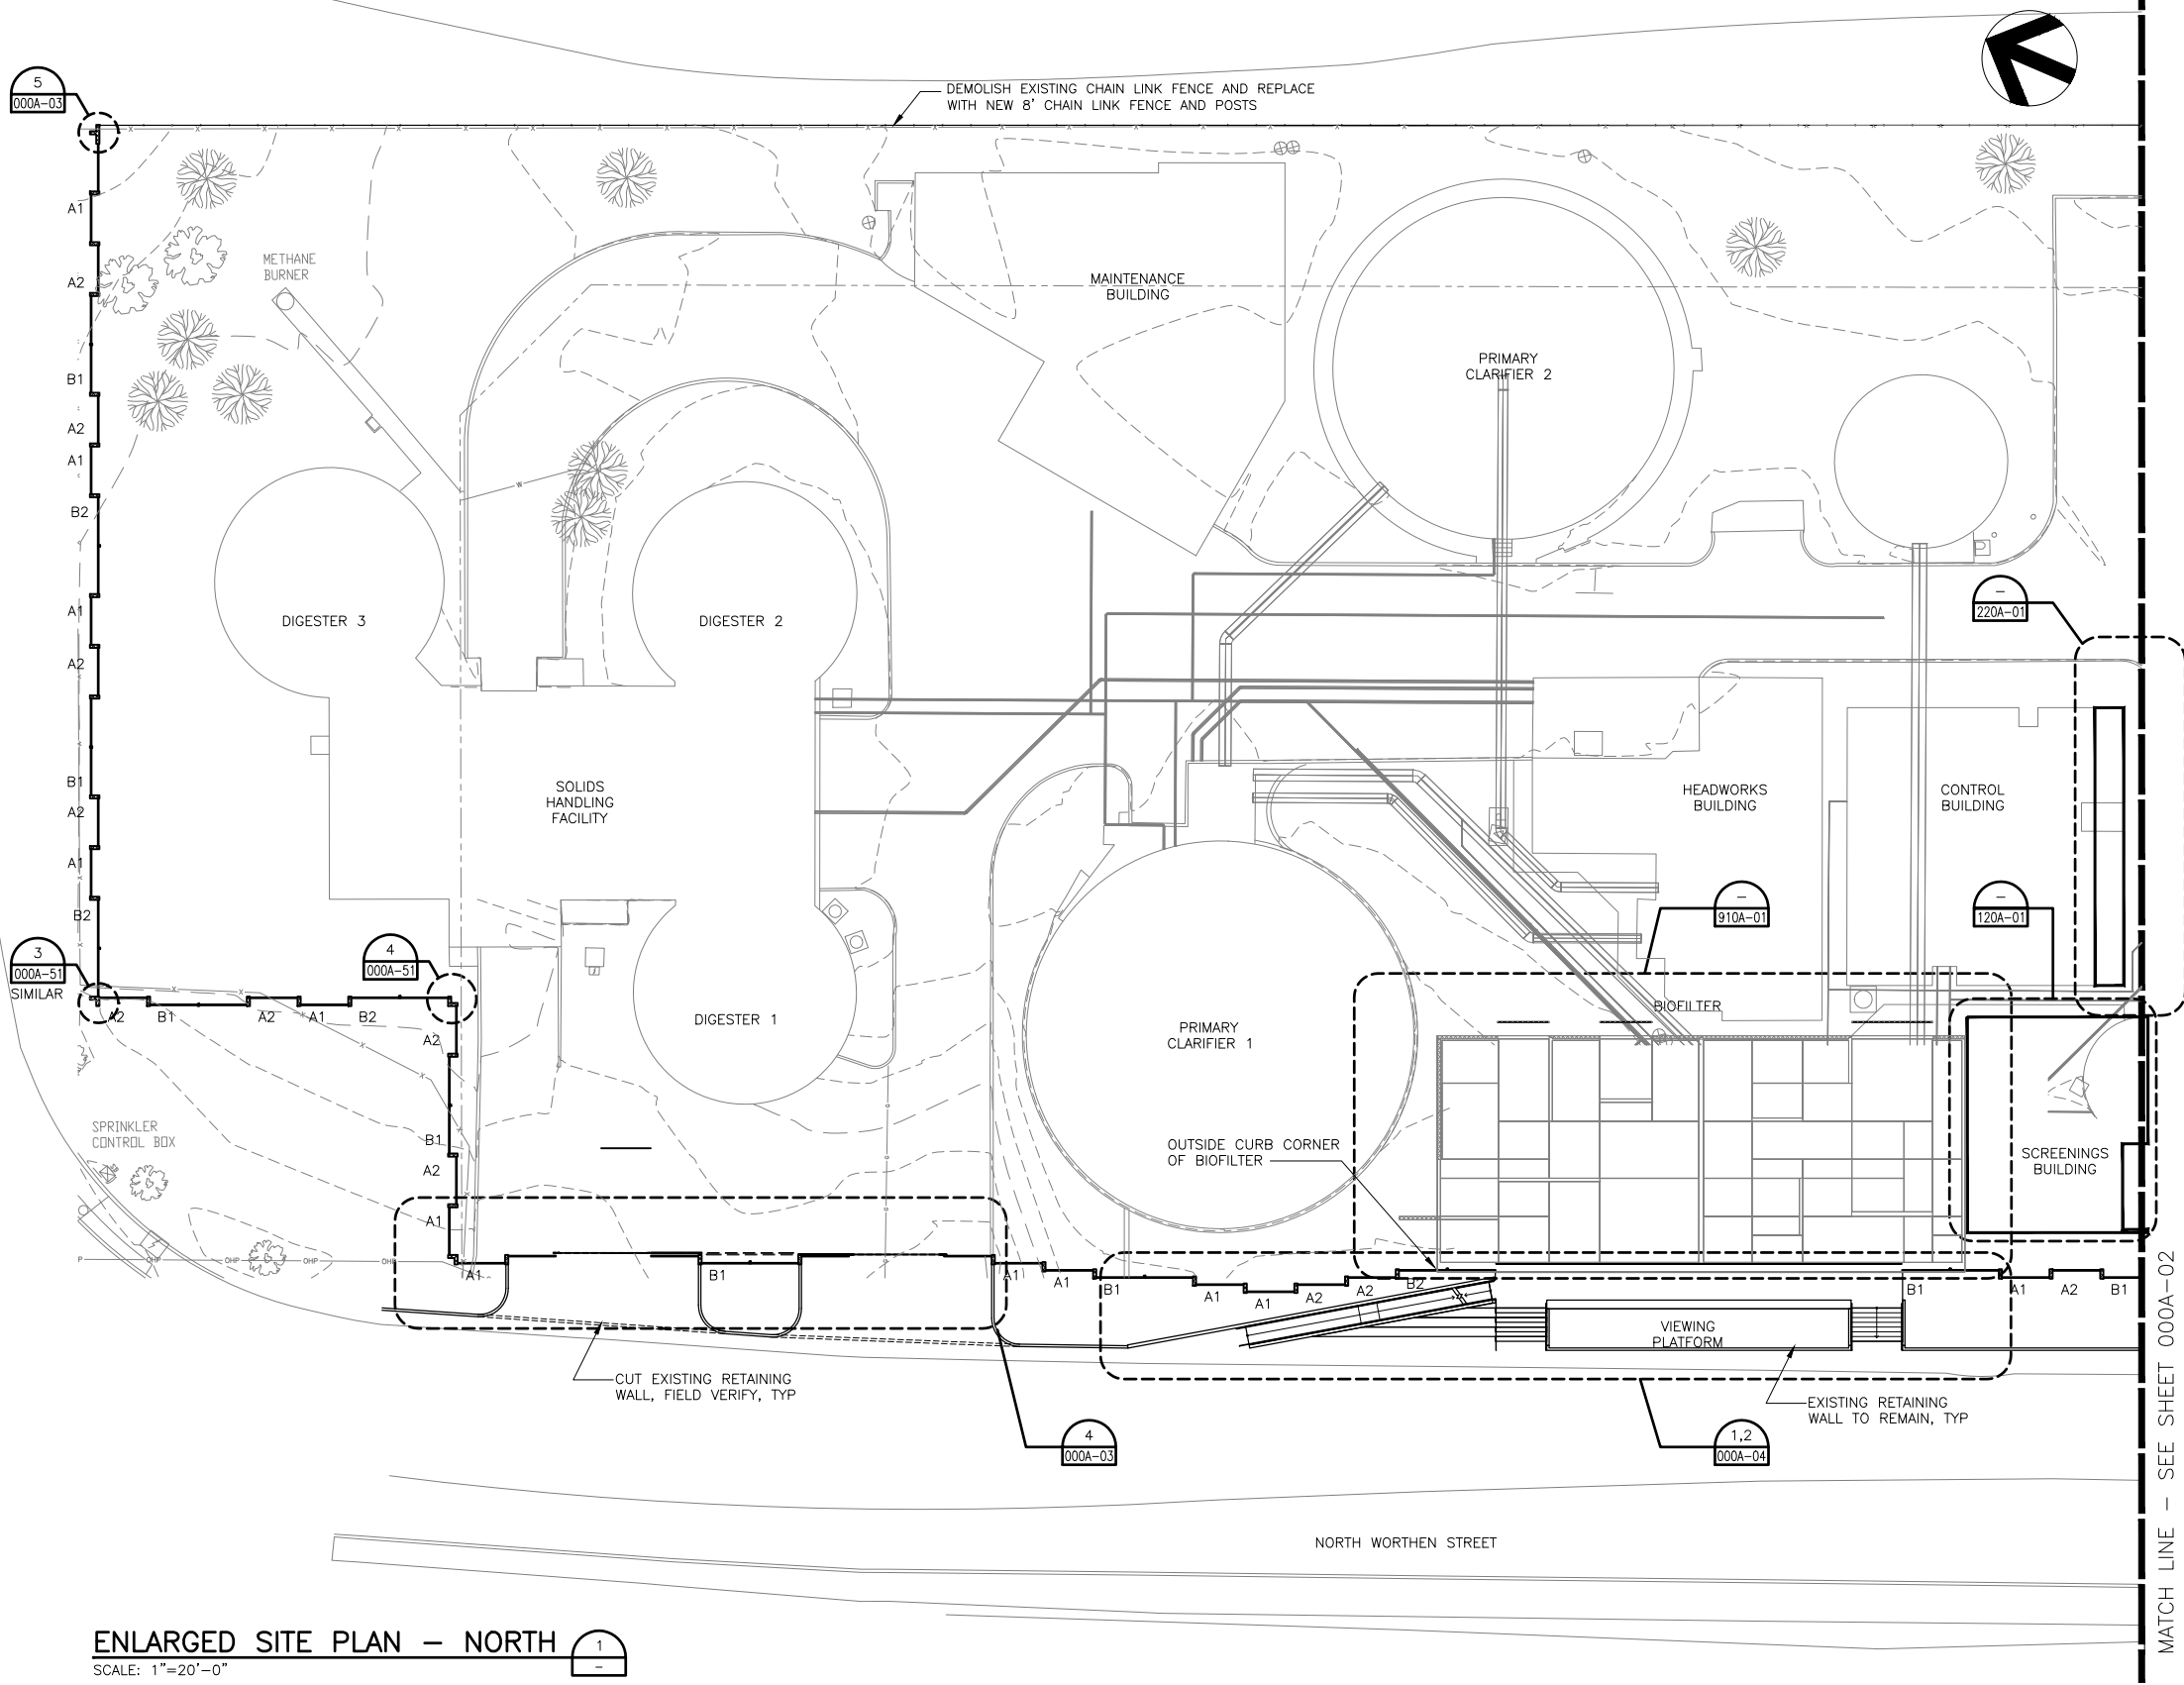 5
000A-03
DEMOLISH EXISTING CHAIN LINK FENCE AND REPLACE
WITH NEW 8' CHAIN LINK FENCE AND POSTS
A1
A2
B1
A2
A1
B2
A1
A2
B1
A2
A1
B2
METHANE
BURNER
MAINTENANCE
BUILDING
PRIMARY
CLARIFIER 2
W
DIGESTER 3
DIGESTER 2
–
220A-01
SOLIDS
HANDLING
FACILITY
HEADWORKS
BUILDING
CONTROL
BUILDING
–
910A-01
–
120A-01
3
000A-51
SIMILAR
4
000A-51
A2
B1
A2
A1
B2
A2
B1
A2
A1
DIGESTER 1
PRIMARY
CLARIFIER 1
BIOFILTER
OUTSIDE CURB CORNER
OF BIOFILTER
SCREENINGS
BUILDING
SPRINKLER
CONTROL BOX
P
OHP
OHP
OHP
OHP
A1
B1
A1
A1
B1
A1
A1
A2
A2
B2
B1
A1
A2
B1
VIEWING
PLATFORM
CUT EXISTING RETAINING
WALL, FIELD VERIFY, TYP
EXISTING RETAINING
WALL TO REMAIN, TYP
4
000A-03
1,2
000A-04
NORTH WORTHEN STREET
MATCH LINE – SEE SHEET 000A-02
ENLARGED SITE PLAN – NORTH
1
–
SCALE: 1"=20'-0"